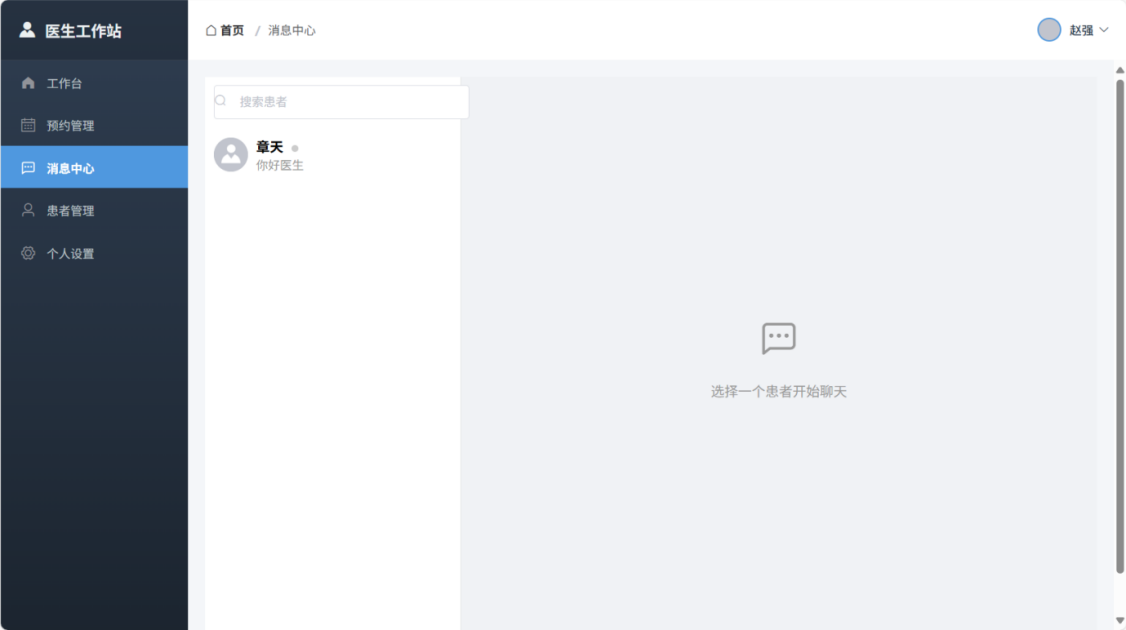 医生工作站
工作台
预约管理
消息中心
患者管理
个人设置
首页 / 消息中心
赵强
搜索患者
章天
你好医生
选择一个患者开始聊天